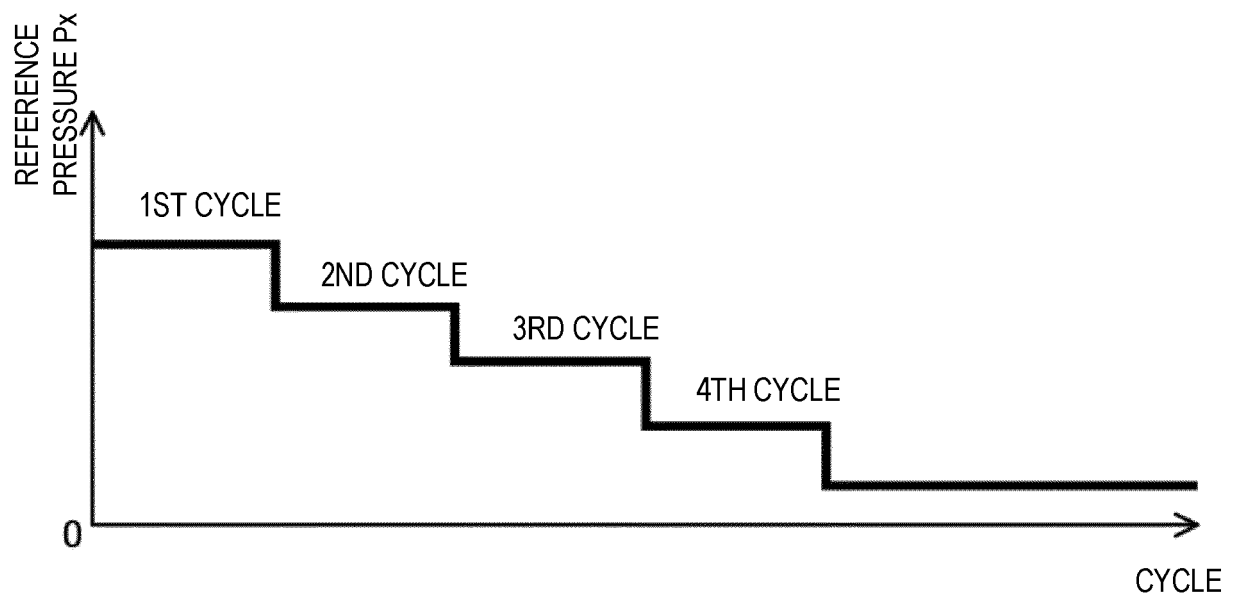 REFERENCE
PRESSURE Px
1ST CYCLE
2ND CYCLE
3RD CYCLE
4TH CYCLE
0
CYCLE